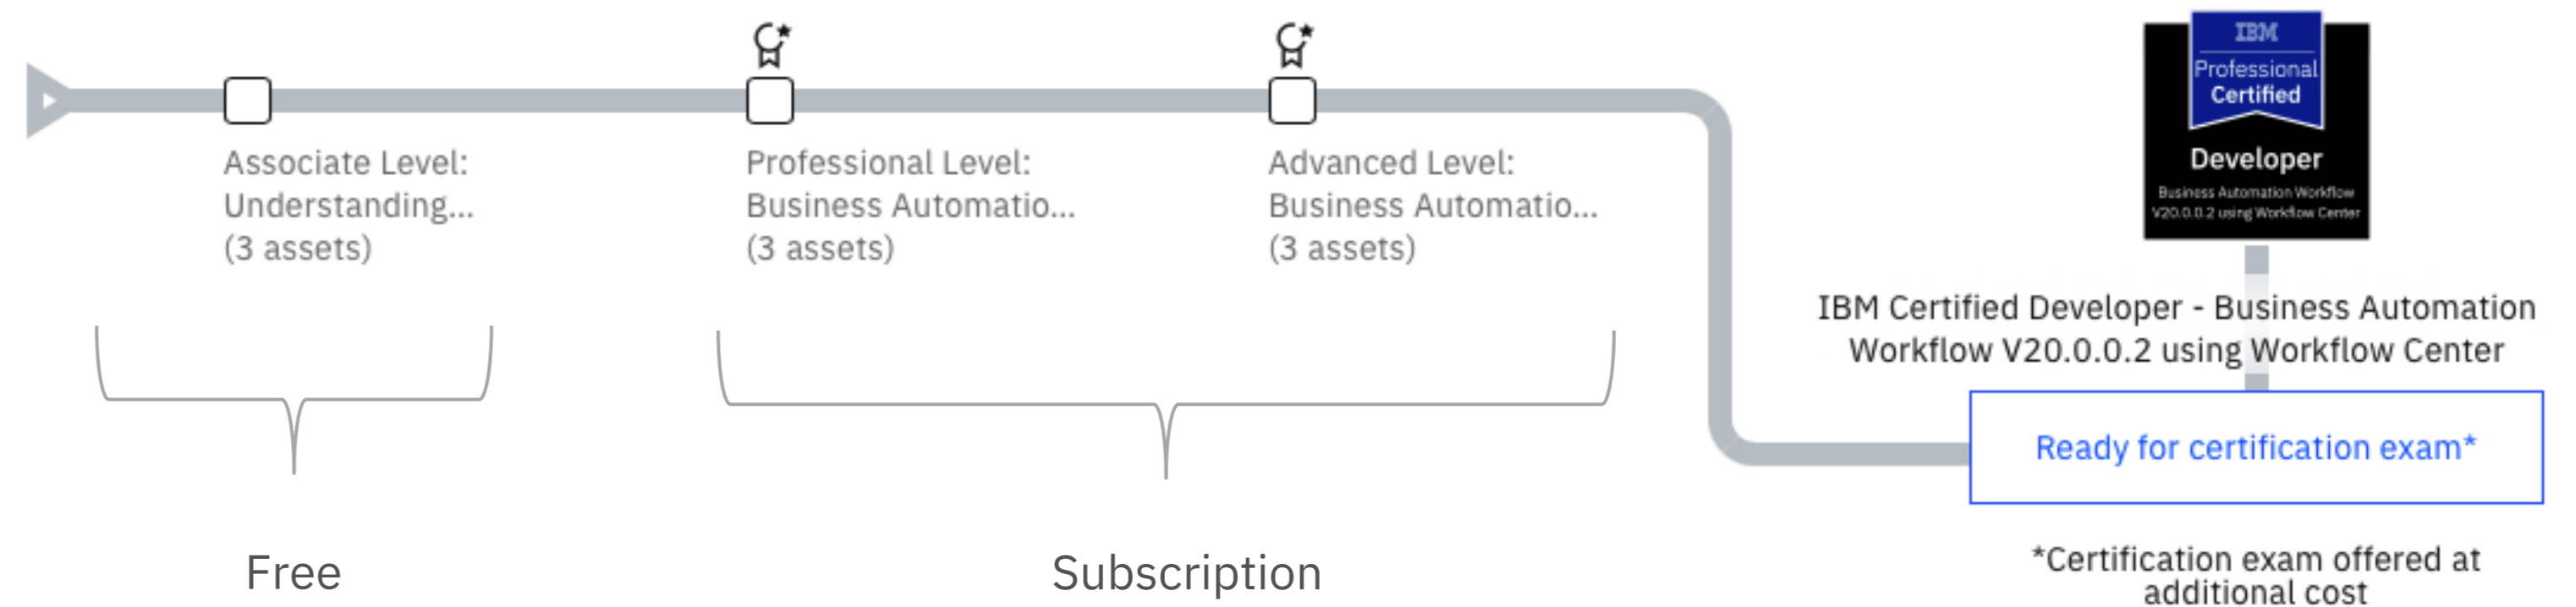 Associate Level:
Understanding...
(3 assets)
Professional Level:
Business Automatio...
(3 assets)
Advanced Level:
Business Automatio...
(3 assets)
Free
Subscription
IBM
Professional
Certified
Developer
Business Automation Workflow
V20.0.0.2 using Workflow Center
IBM Certified Developer - Business Automation
Workflow V20.0.0.2 using Workflow Center
Ready for certification exam*
*Certification exam offered at
additional cost